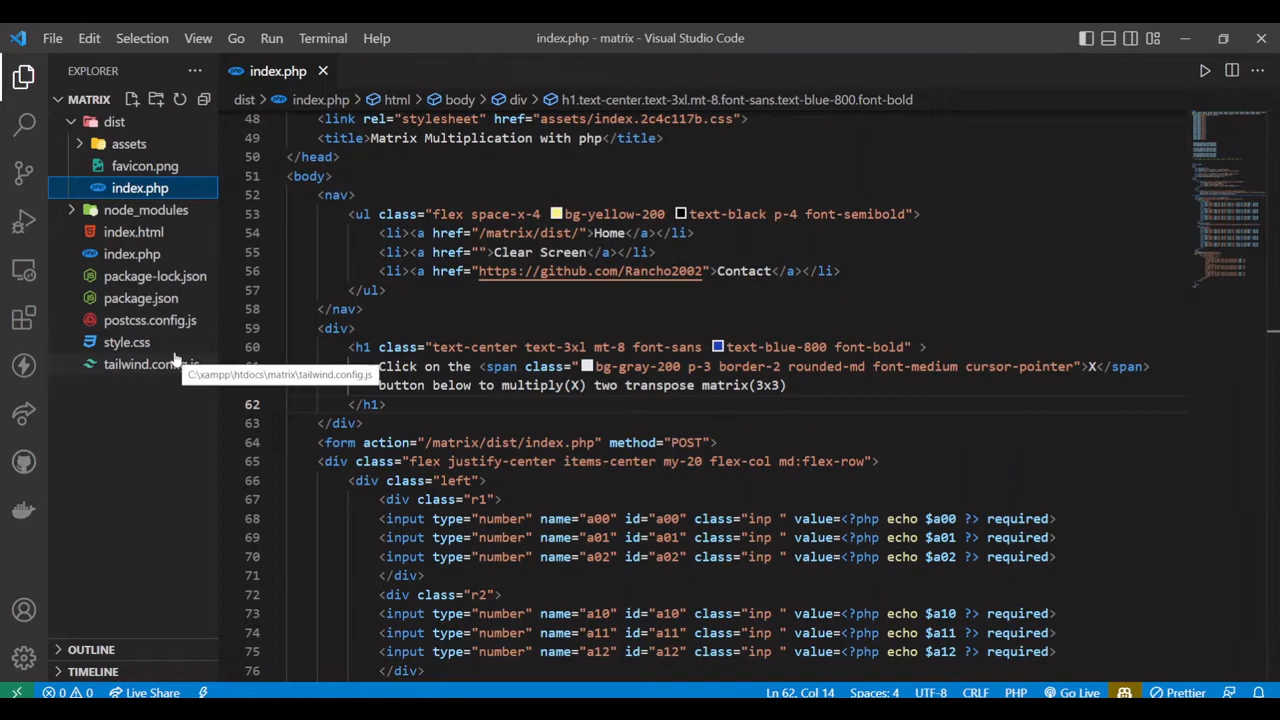 File Edit Selection View Go Run Terminal Help index.php - matrix - Visual Studio Code
EXPLORER
index.php
MATRIX
dist
assets
favicon.png
index.php
node_modules
index.html
index.php
package-lock.json
package.json
postcss.config.js
style.css
tailwind.config.js
C:\xampp\htdocs\matrix\tailwind.config.js
OUTLINE
TIMELINE
dist > index.php > html > body > div > h1.text-center.text-3xl.mt-8.font-sans.text-blue-800.font-bold
48 <link rel="stylesheet" href="assets/index.2c4c117b.css">
49 <title>Matrix Multiplication with php</title>
50 </head>
51 <body>
52 <nav>
53 <ul class="flex space-x-4 bg-yellow-200 text-black p-4 font-semibold">
54 <li><a href="/matrix/dist/">Home</a></li>
55 <li><a href="">Clear Screen</a></li>
56 <li><a href="https://github.com/Rancho2002">Contact</a></li>
57 </ul>
58 </nav>
59 <div>
60 <h1 class="text-center text-3xl mt-8 font-sans text-blue-800 font-bold" >
Click on the <span class="bg-gray-200 p-3 border-2 rounded-md font-medium cursor-pointer">X</span>
button below to multiply(X) two transpose matrix(3x3)
62 </h1>
63 </div>
64 <form action="/matrix/dist/index.php" method="POST">
65 <div class="flex justify-center items-center my-20 flex-col md:flex-row">
66 <div class="left">
67 <div class="r1">
68 <input type="number" name="a00" id="a00" class="inp " value=<?php echo $a00 ?> required>
69 <input type="number" name="a01" id="a01" class="inp " value=<?php echo $a01 ?> required>
70 <input type="number" name="a02" id="a02" class="inp " value=<?php echo $a02 ?> required>
71 </div>
72 <div class="r2">
73 <input type="number" name="a10" id="a10" class="inp " value=<?php echo $a10 ?> required>
74 <input type="number" name="a11" id="a11" class="inp " value=<?php echo $a11 ?> required>
75 <input type="number" name="a12" id="a12" class="inp " value=<?php echo $a12 ?> required>
76 </div>
0 0 Live Share Ln 62, Col 14 Spaces: 4 UTF-8 CRLF PHP Go Live Prettier